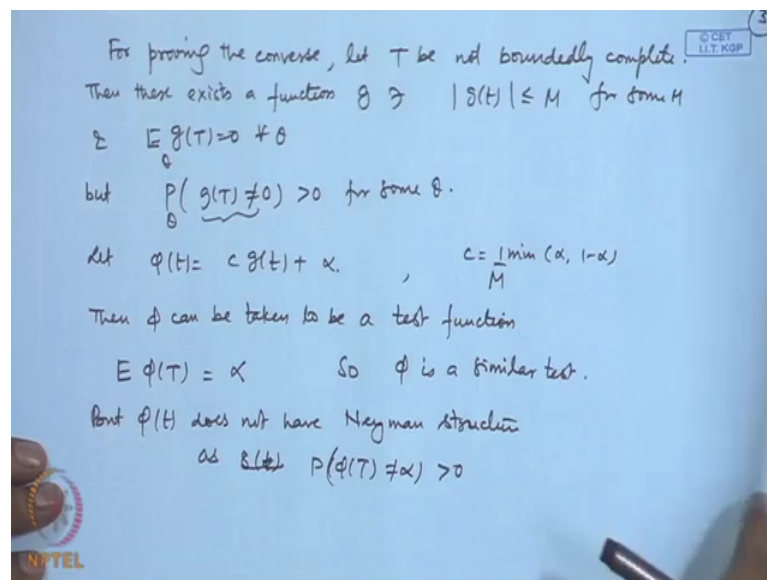 3
© CET
I.I.T. KGP
For proving the converse, let T be not boundedly complete.
Then there exists a function g ∋ |g(t)| ≤ M for some M
& E_θ g(T) = 0 ∀ θ
but P_θ( g(T) ≠ 0) > 0 for some θ.
Let φ(t) = c g(t) + α. , c = 1/M min (α, 1-α)
Then φ can be taken to be a test function
E φ(T) = α So φ is a similar test.
But φ(t) does not have Neyman structure
as P(φ(T) ≠ α) > 0
NPTEL